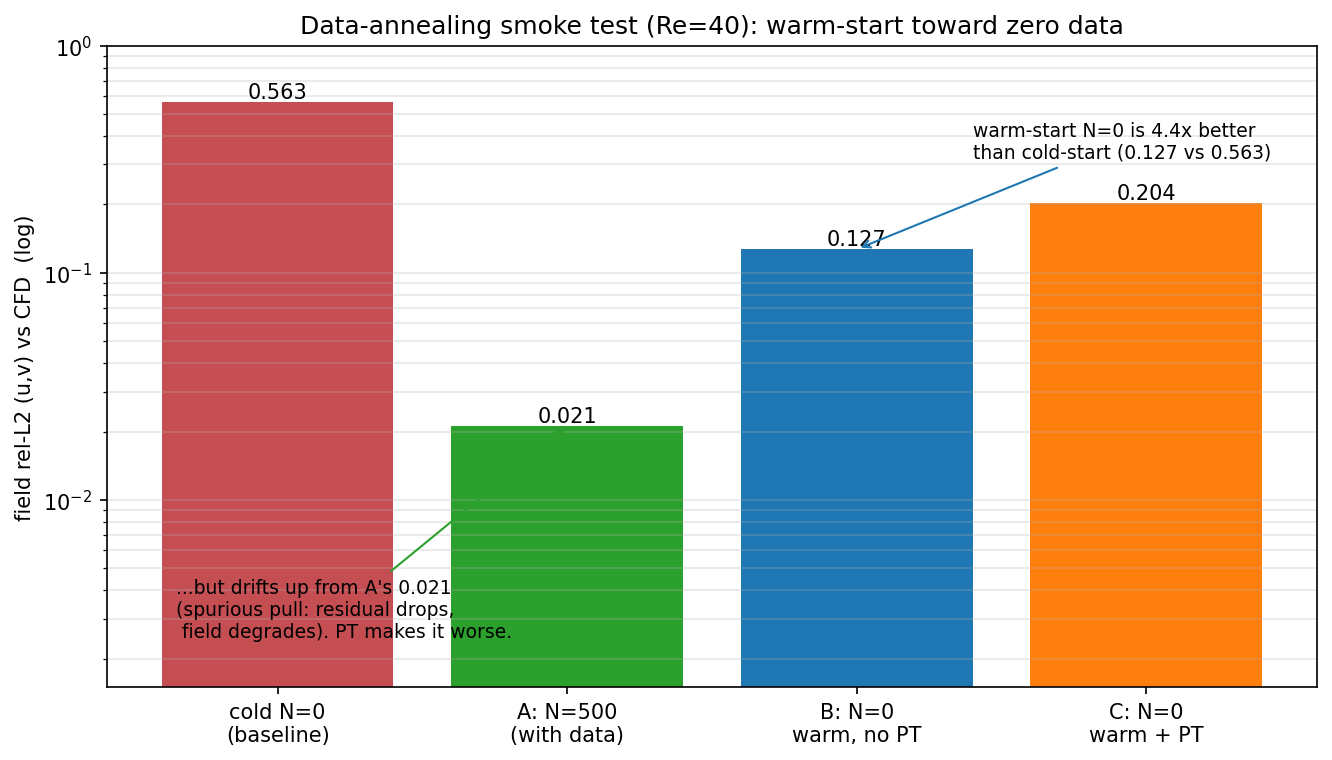 Data-annealing smoke test (Re=40): warm-start toward zero data
field rel-L2 (u,v) vs CFD  (log)
10⁰
10⁻¹
10⁻²
0.563
0.021
0.127
0.204
warm-start N=0 is 4.4x better
than cold-start (0.127 vs 0.563)
...but drifts up from A's 0.021
(spurious pull: residual drops,
field degrades). PT makes it worse.
cold N=0
(baseline)
A: N=500
(with data)
B: N=0
warm, no PT
C: N=0
warm + PT